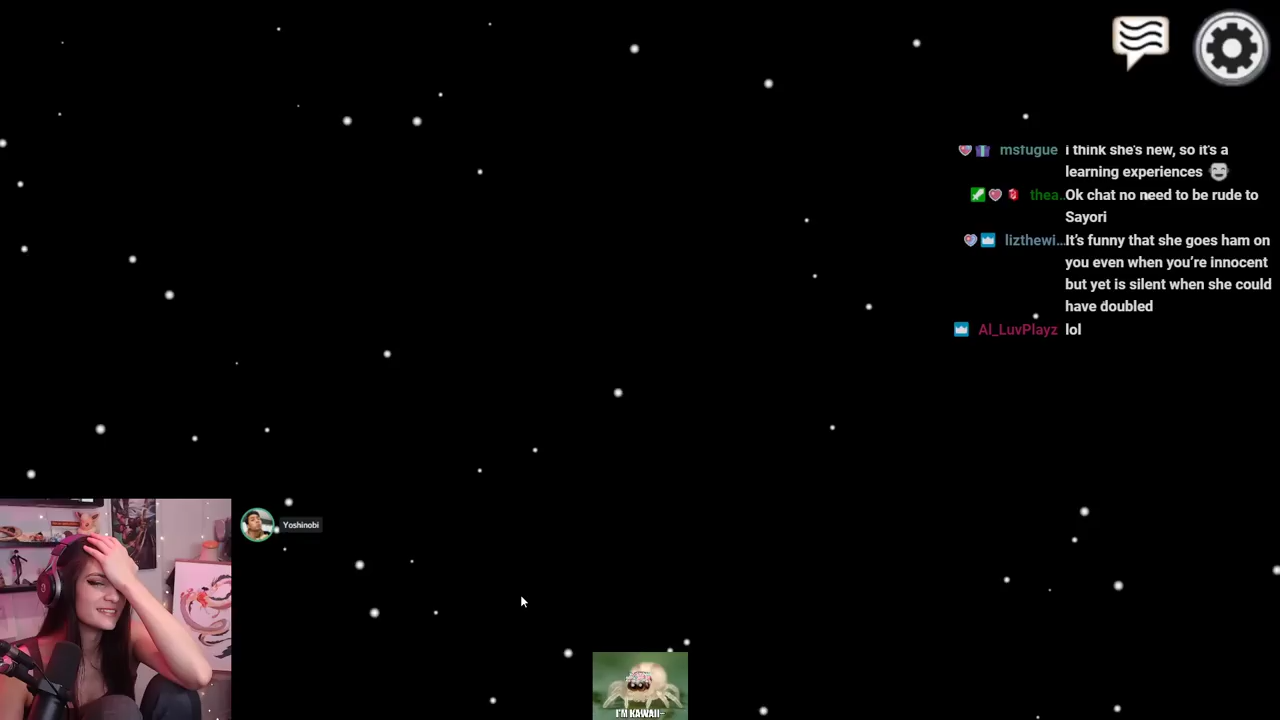 msfugue i think she's new, so it's a
learning experiences
thea.. Ok chat no need to be rude to
Sayori
lizthewi... It’s funny that she goes ham on
you even when you’re innocent
but yet is silent when she could
have doubled
Al_LuvPlayz lol
Yoshinobi
I'M KAWAII~